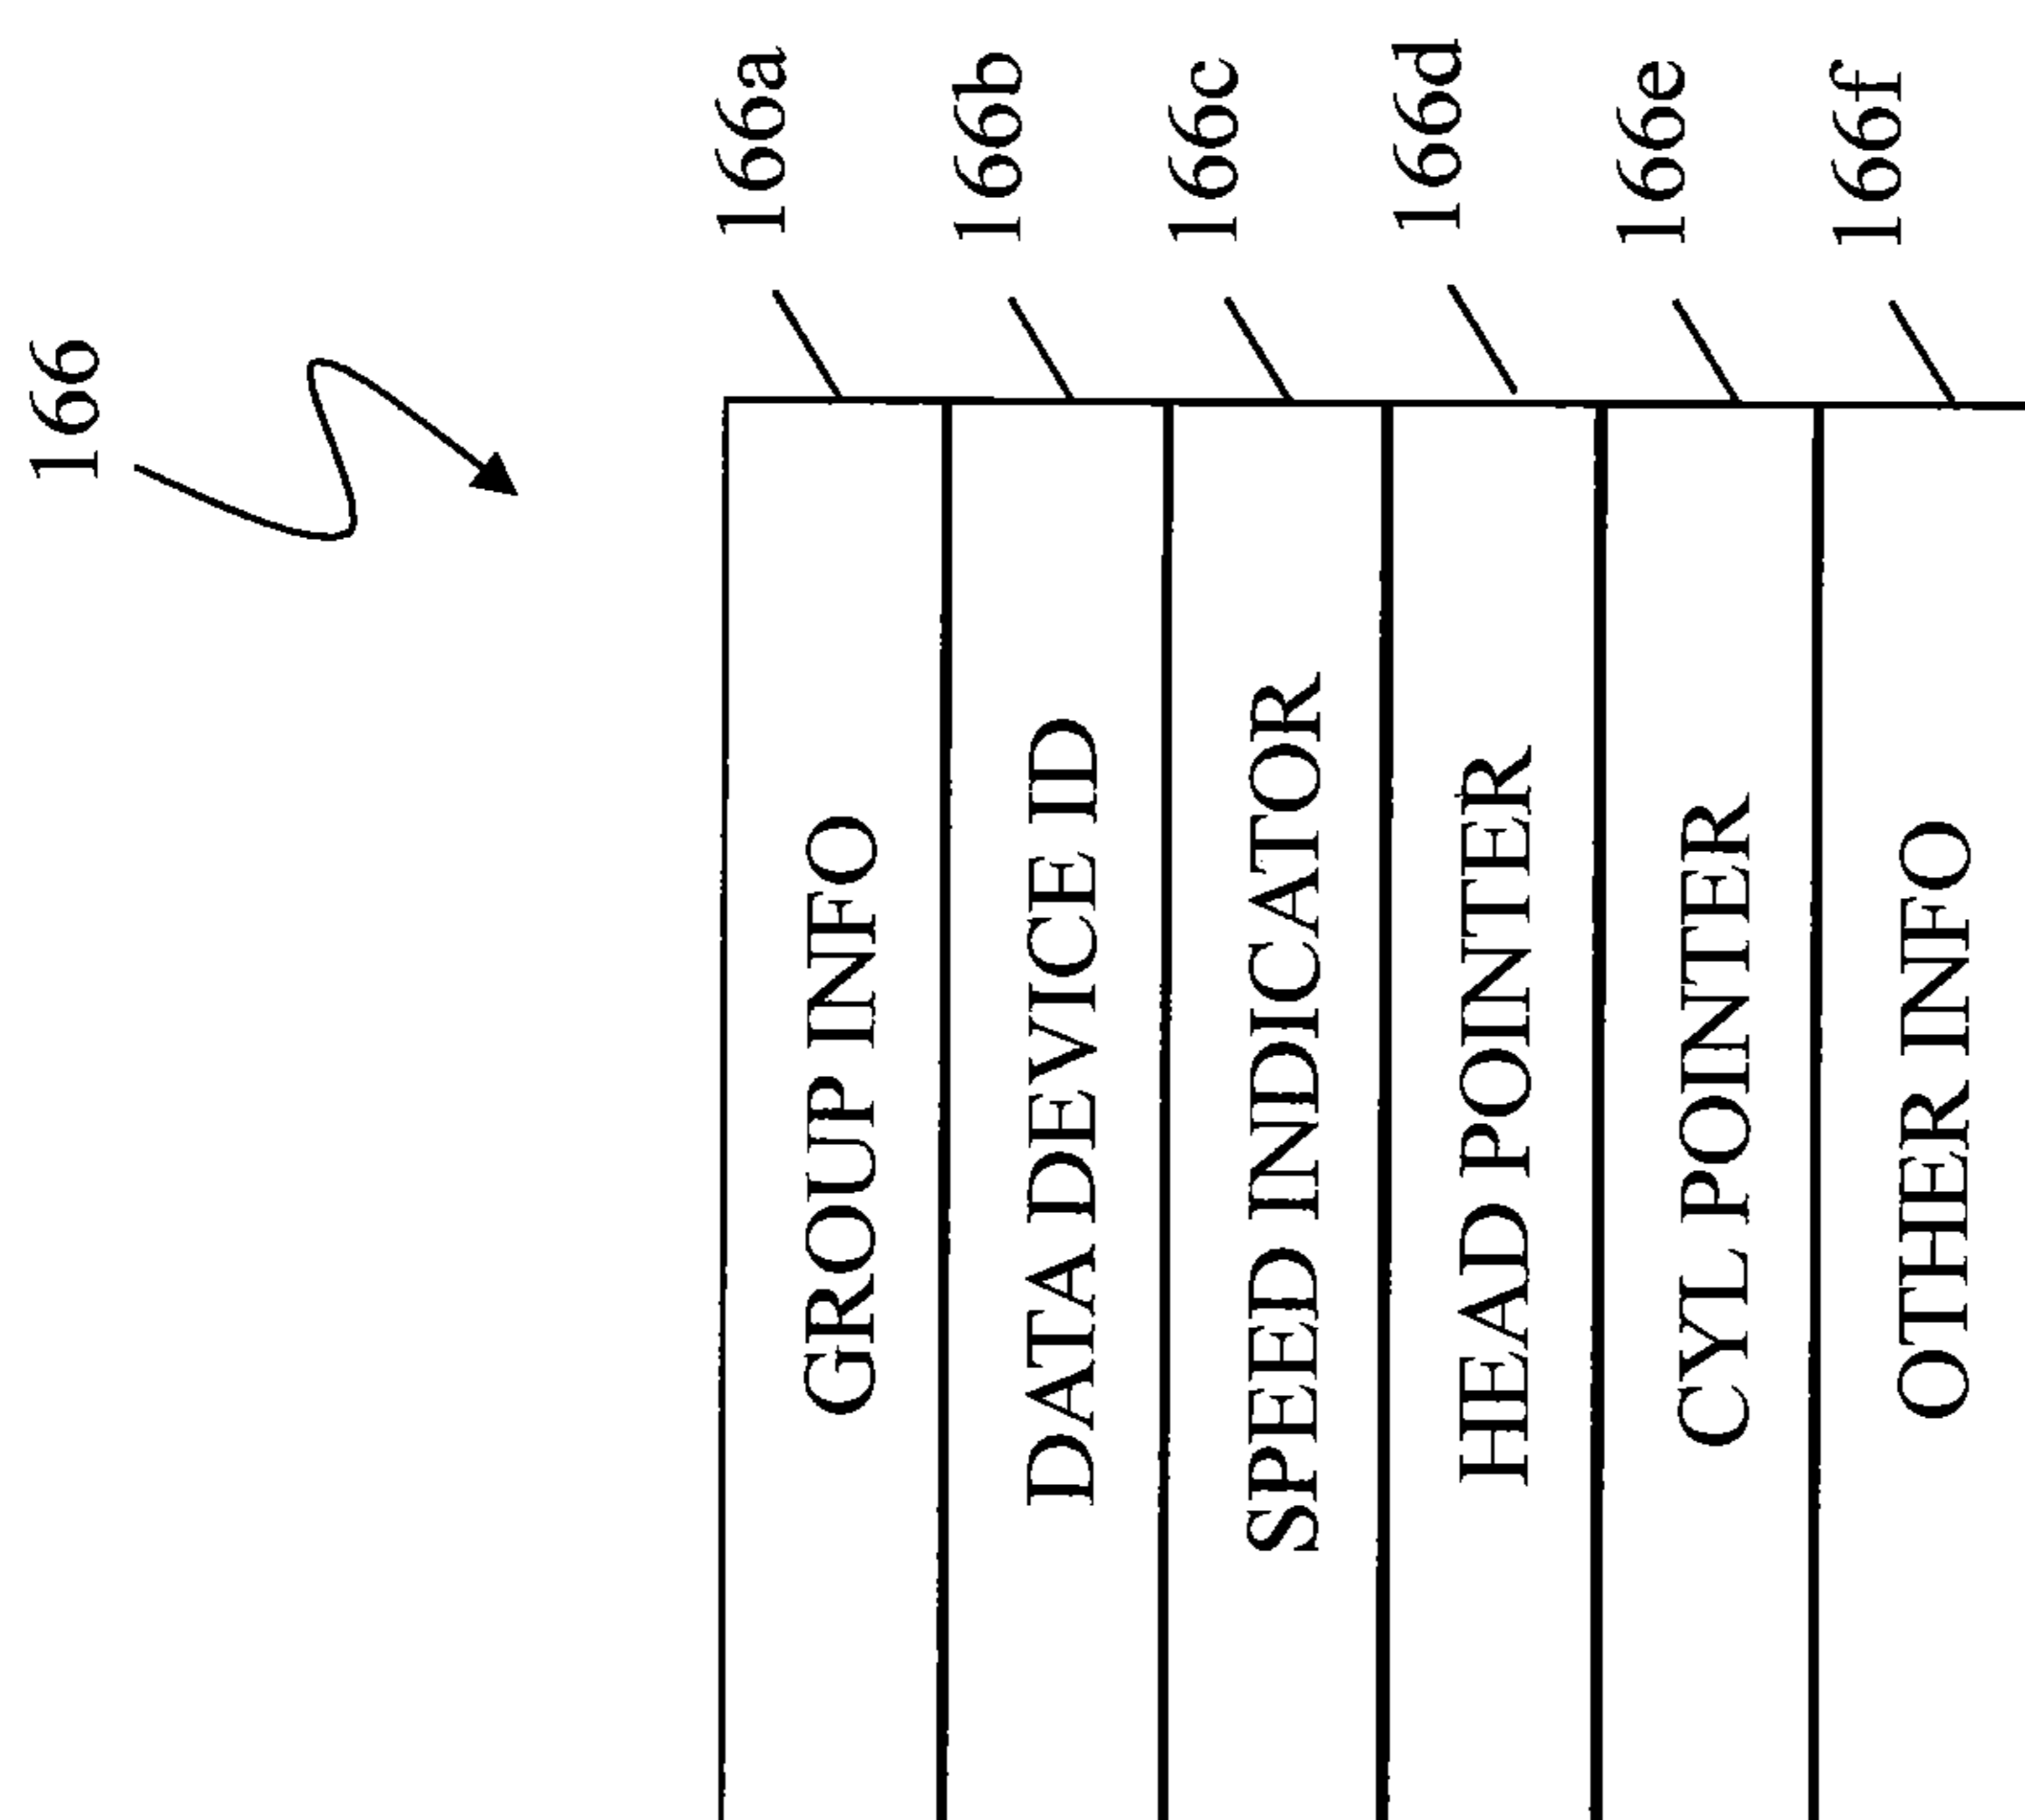 166
GROUP INFO 166a
DATA DEVICE ID 166b
SPEED INDICATOR 166c
HEAD POINTER 166d
CYL POINTER 166e
OTHER INFO 166f